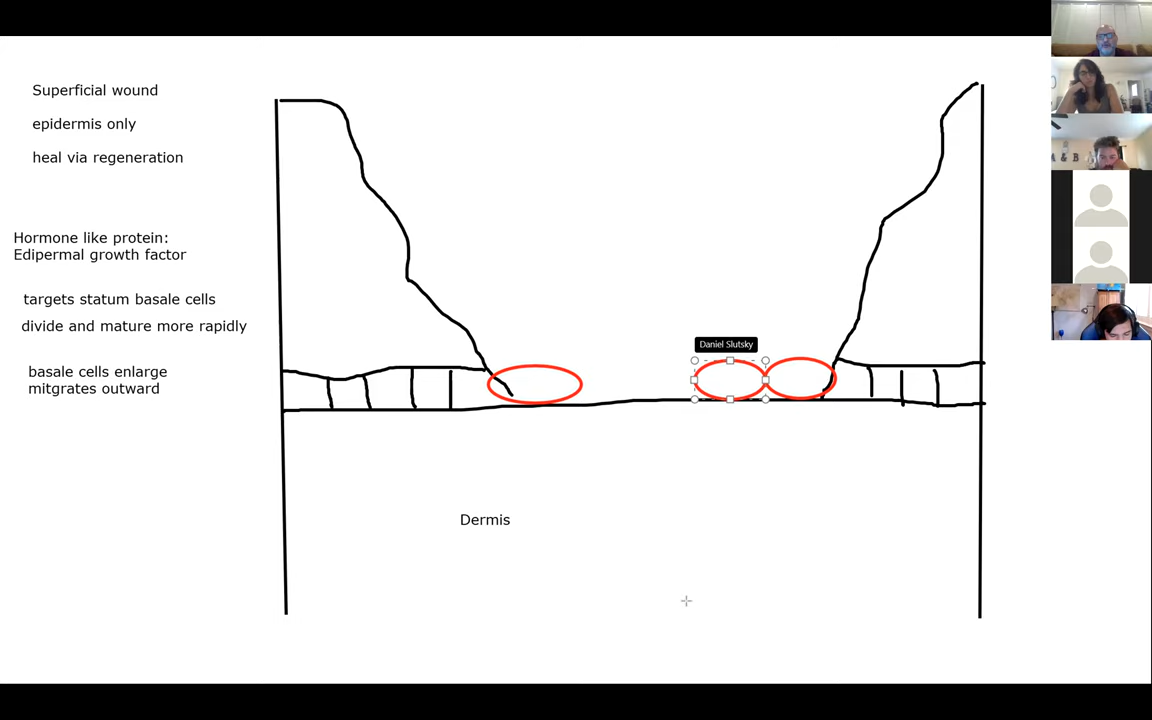 Superficial wound
epidermis only
heal via regeneration
Hormone like protein:
Edipermal growth factor
targets statum basale cells
divide and mature more rapidly
basale cells enlarge
mitgrates outward
Daniel Slutsky
Dermis
A & B